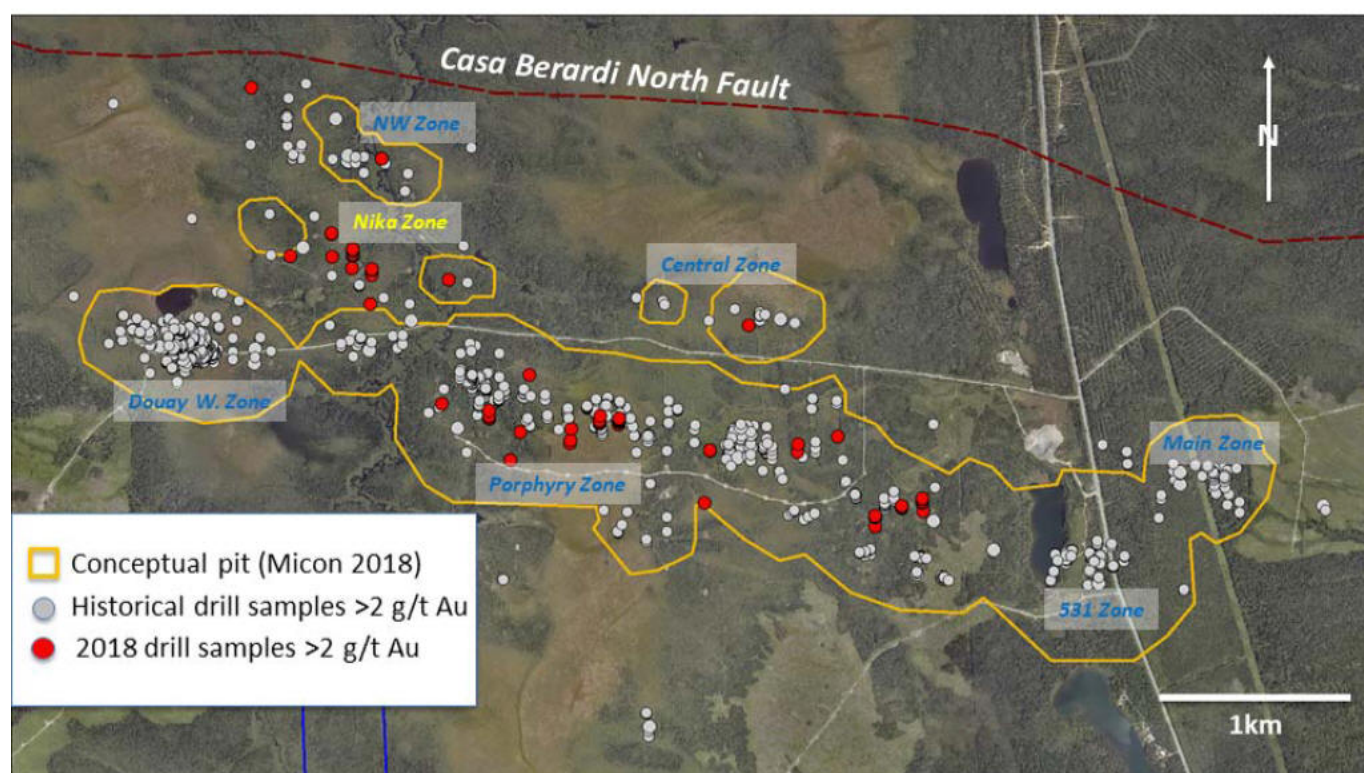 Casa Berardi North Fault
N
NW Zone
Nika Zone
Central Zone
Douay W. Zone
Main Zone
Porphyry Zone
531 Zone
Conceptual pit (Micon 2018)
Historical drill samples >2 g/t Au
2018 drill samples >2 g/t Au
1km